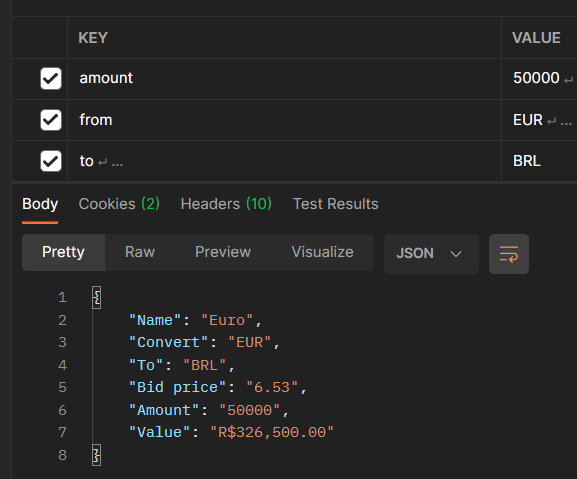 KEY VALUE
amount 50000 ↵
from EUR ↵ ...
to ↵ ... BRL
Body Cookies (2) Headers (10) Test Results
Pretty Raw Preview Visualize JSON
1 {
2 "Name": "Euro",
3 "Convert": "EUR",
4 "To": "BRL",
5 "Bid price": "6.53",
6 "Amount": "50000",
7 "Value": "R$326,500.00"
8 }